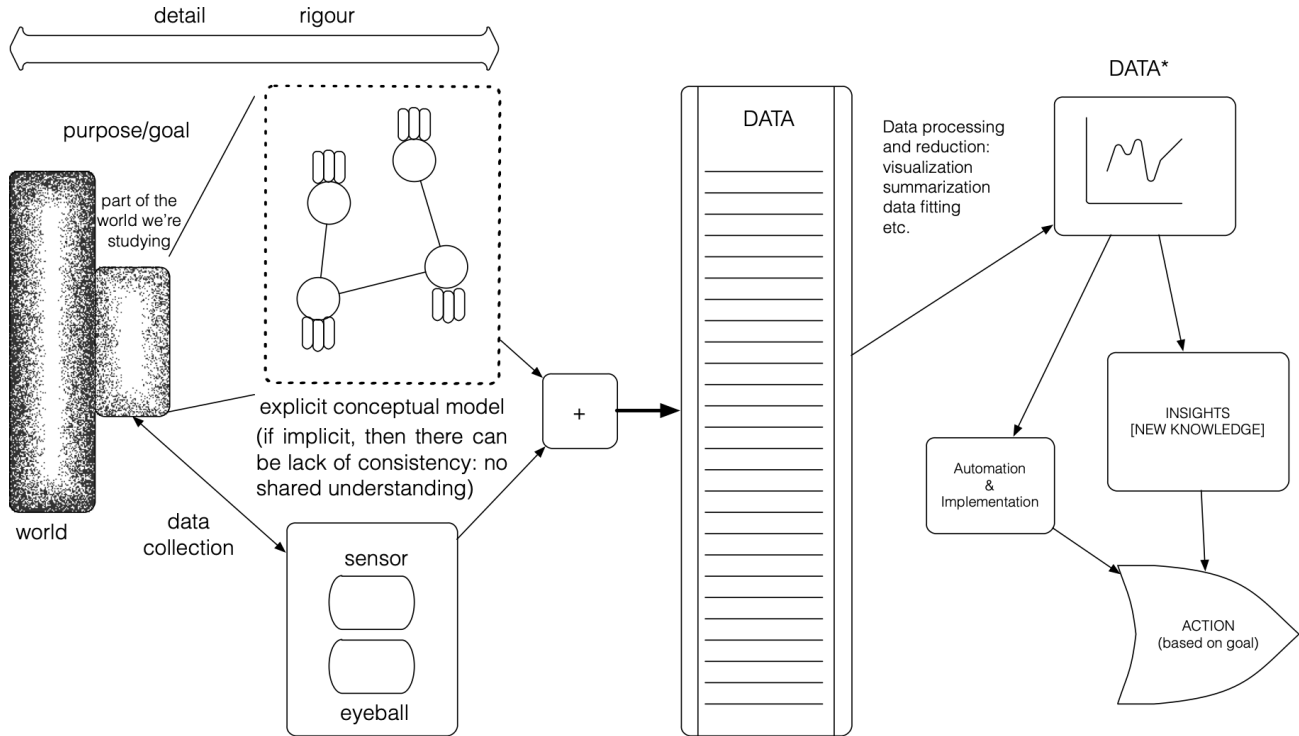 detail rigour
purpose/goal
part of the
world we're
studying
world
explicit conceptual model
(if implicit, then there can
be lack of consistency: no
shared understanding)
data
collection
sensor
eyeball
+
DATA
Data processing
and reduction:
visualization
summarization
data fitting
etc.
DATA*
Automation
&
Implementation
INSIGHTS
[NEW KNOWLEDGE]
ACTION
(based on goal)